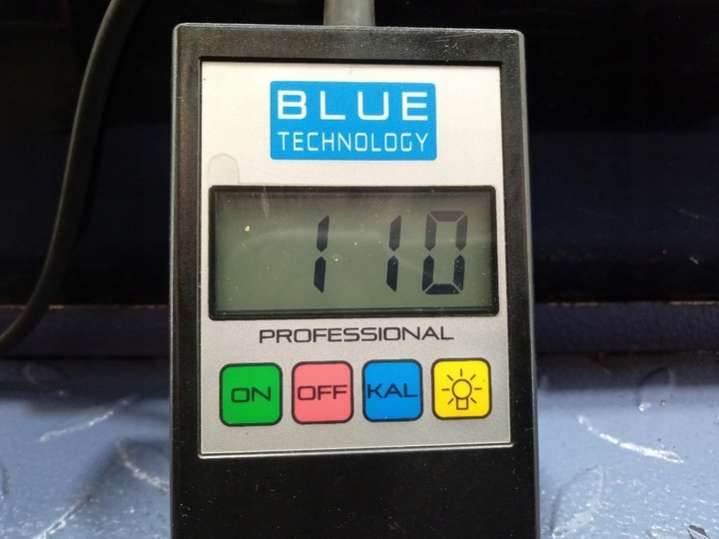 BLUE
TECHNOLOGY
110
PROFESSIONAL
ON OFF KAL